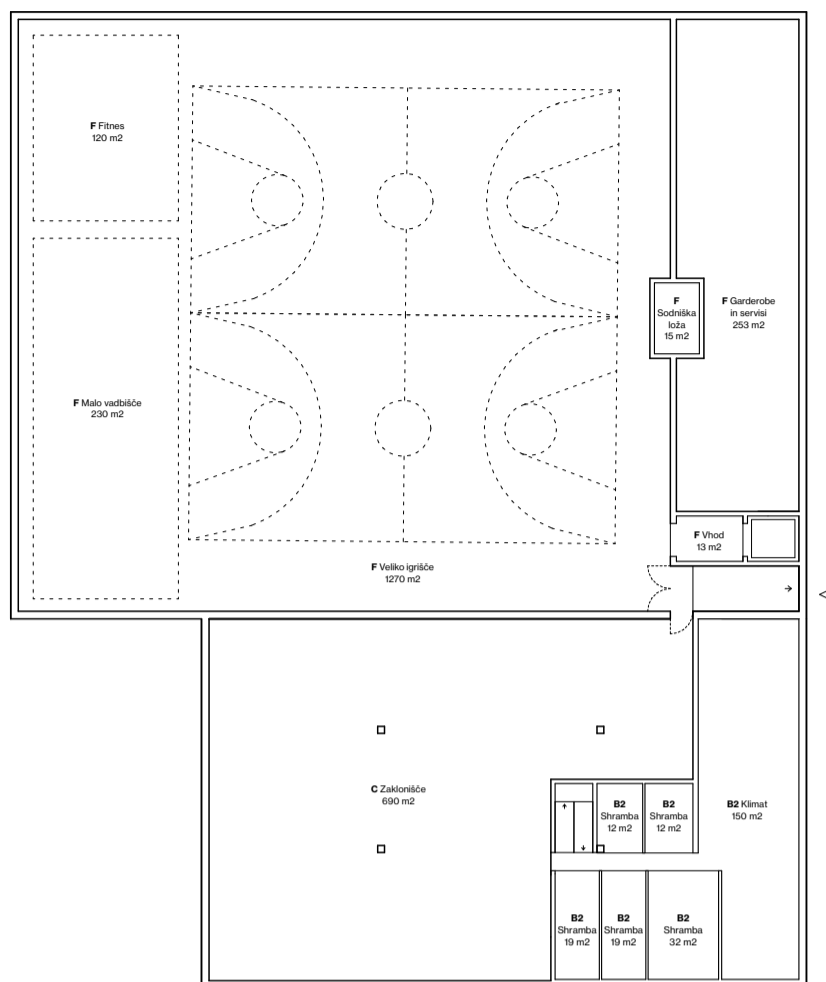 F Fitnes
120 m2
F
Sodniška
loža
15 m2
F Garderobe
in servisi
253 m2
F Malo vadbišče
230 m2
F Vhod
13 m2
F Veliko igrišče
1270 m2
C Zaklonišče
690 m2
B2
Shramba
12 m2
B2
Shramba
12 m2
B2 Klimat
150 m2
B2
Shramba
19 m2
B2
Shramba
19 m2
B2
Shramba
32 m2